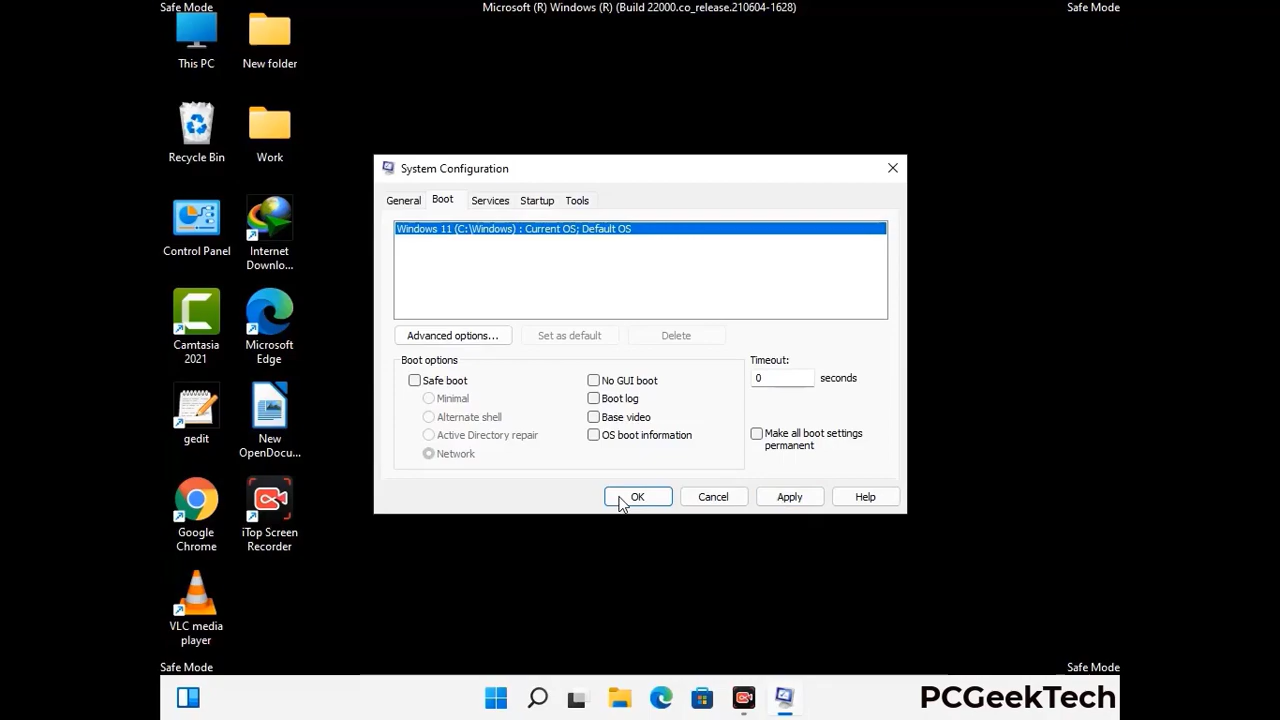 Safe Mode
Microsoft (R) Windows (R) (Build 22000.co_release.210604-1628)
Safe Mode
This PC
New folder
Recycle Bin
Work
Control Panel
Internet
Downlo...
Camtasia
2021
Microsoft
Edge
gedit
New
OpenDocu...
Google
Chrome
iTop Screen
Recorder
VLC media
player
System Configuration
General
Boot
Services
Startup
Tools
Windows 11 (C:\Windows) : Current OS; Default OS
Advanced options...
Set as default
Delete
Boot options
Safe boot
Minimal
Alternate shell
Active Directory repair
Network
No GUI boot
Boot log
Base video
OS boot information
Timeout:
0 seconds
Make all boot settings
permanent
OK
Cancel
Apply
Help
Safe Mode
Safe Mode
PCGeekTech